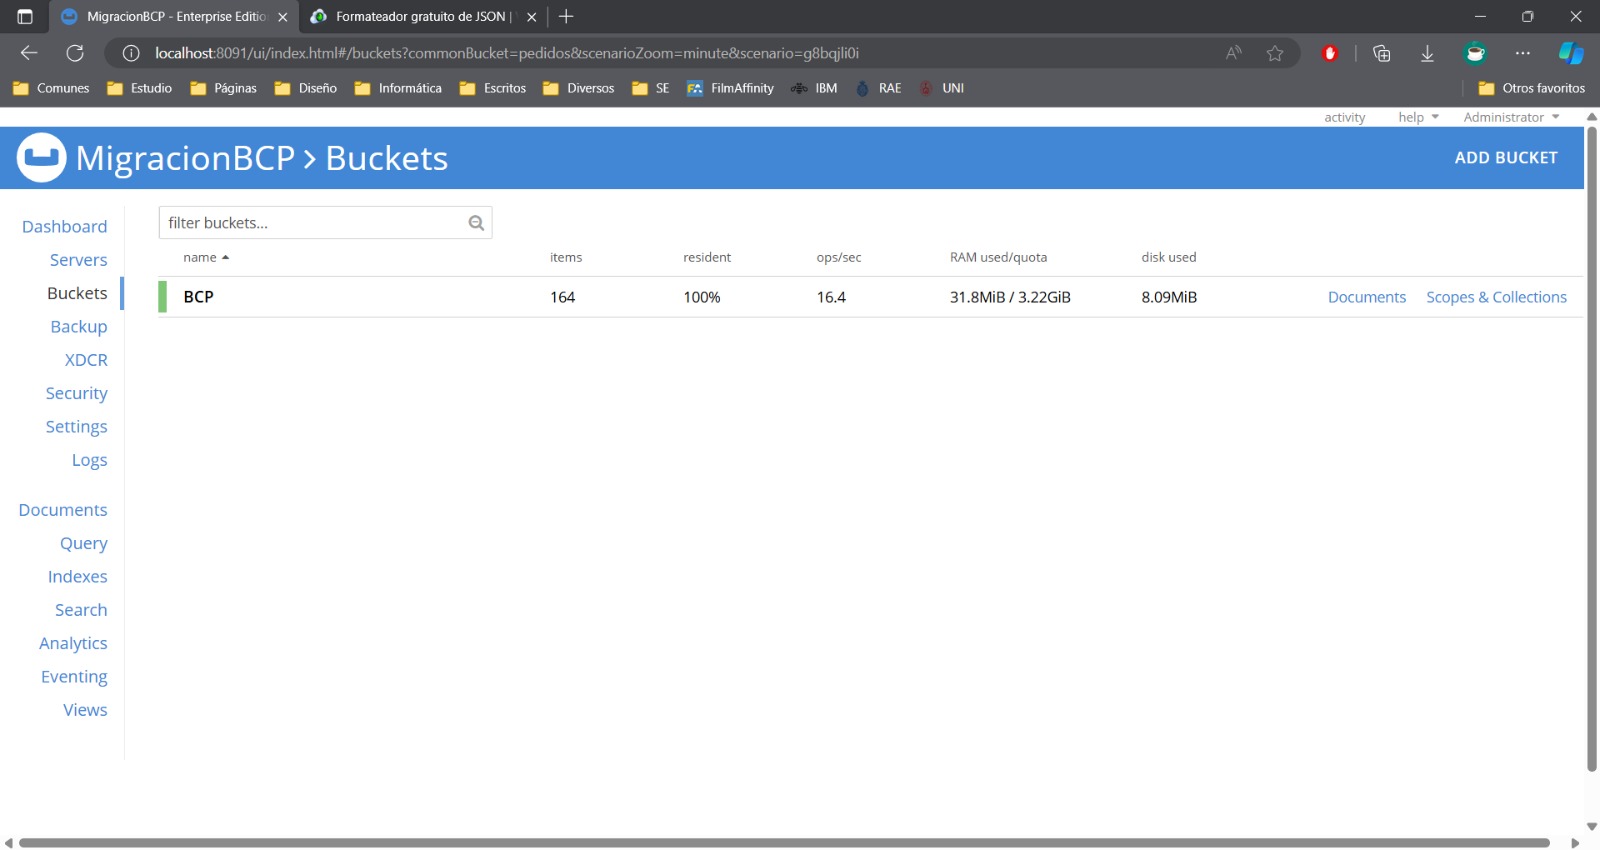 MigracionBCP - Enterprise Editio
Formateador gratuito de JSON |
localhost:8091/ui/index.html#/buckets?commonBucket=pedidos&scenarioZoom=minute&scenario=g8bqjli0i
Comunes Estudio Páginas Diseño Informática Escritos Diversos SE FilmAffinity IBM RAE UNI Otros favoritos
activity help Administrator
MigracionBCP > Buckets ADD BUCKET
Dashboard
Servers
Buckets
Backup
XDCR
Security
Settings
Logs
Documents
Query
Indexes
Search
Analytics
Eventing
Views
filter buckets...
name items resident ops/sec RAM used/quota disk used
BCP 164 100% 16.4 31.8MiB / 3.22GiB 8.09MiB Documents Scopes & Collections